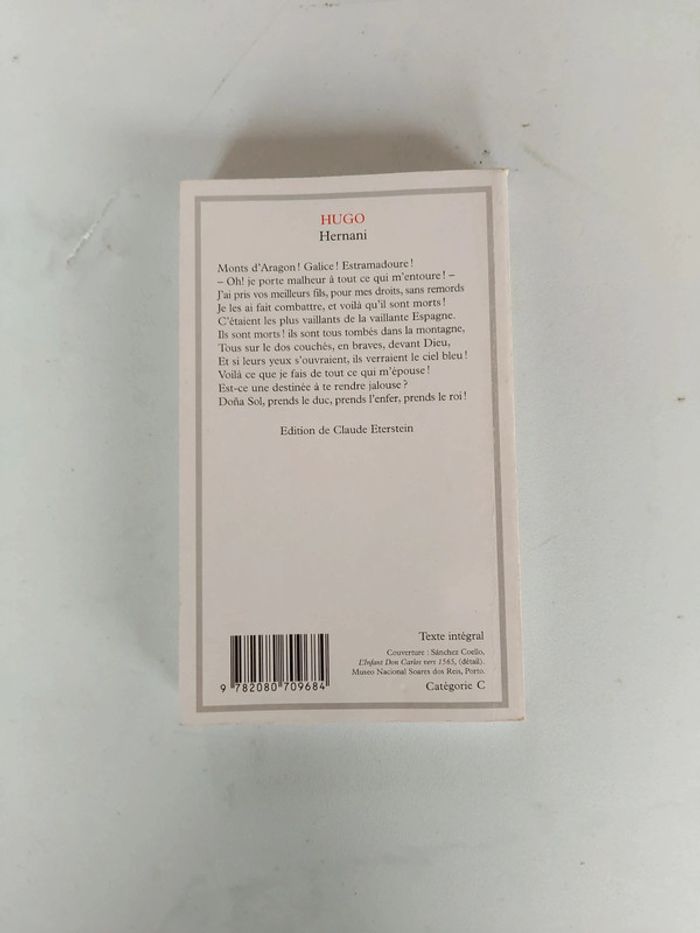 HUGO
Hernani
Monts d'Aragon ! Galice ! Estramadoure !
– Oh! je porte malheur à tout ce qui m'entoure ! –
J'ai pris vos meilleurs fils, pour mes droits, sans remords
Je les ai fait combattre, et voilà qu'il sont morts !
C'étaient les plus vaillants de la vaillante Espagne.
Ils sont morts ! ils sont tous tombés dans la montagne,
Tous sur le dos couchés, en braves, devant Dieu,
Et si leurs yeux s'ouvraient, ils verraient le ciel bleu !
Voilà ce que je fais de tout ce qui m'épouse !
Est-ce une destinée à te rendre jalouse ?
Doña Sol, prends le duc, prends l'enfer, prends le roi !
Edition de Claude Eterstein
Texte intégral
Couverture : Sánchez Coello,
L'Infant Don Carlos vers 1565, (détail).
Museo Nacional Soares dos Reis, Porto.
Catégorie C
9 782080 709684